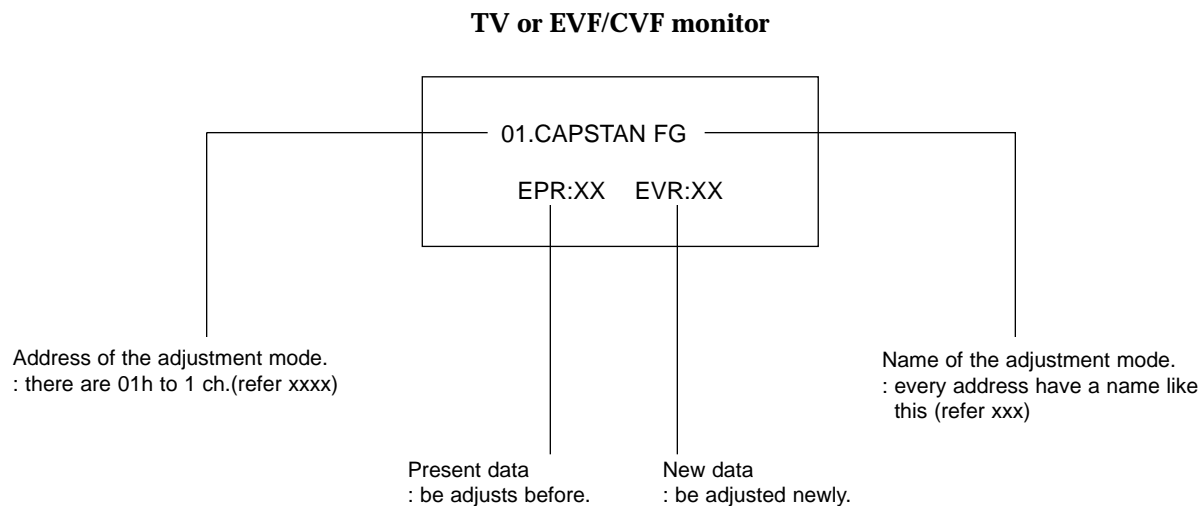 TV or EVF/CVF monitor
01.CAPSTAN FG
EPR:XX EVR:XX
Address of the adjustment mode.
: there are 01h to 1 ch.(refer xxxx)
Name of the adjustment mode.
: every address have a name like
this (refer xxx)
Present data
: be adjusts before.
New data
: be adjusted newly.